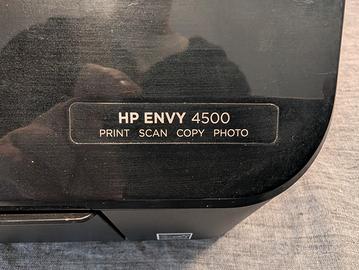 HP ENVY 4500
PRINT SCAN COPY PHOTO